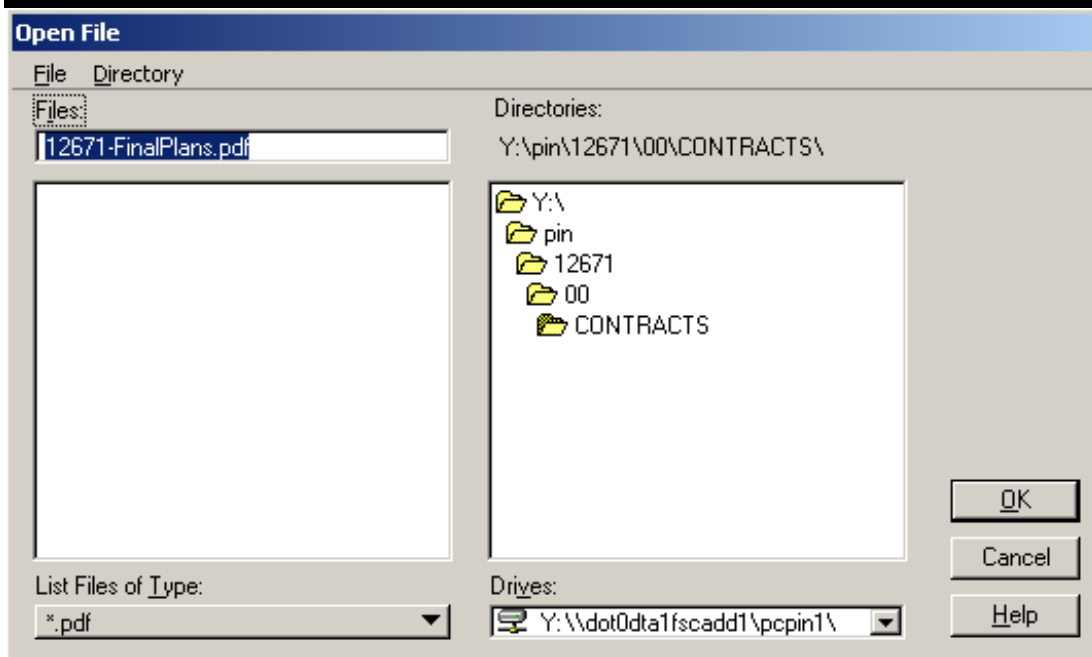 Open File
File Directory
Files:
12671-FinalPlans.pdf
Directories:
Y:\pin\12671\00\CONTRACTS\
Y:\
pin
12671
00
CONTRACTS
OK
Cancel
Help
List Files of Type:
*.pdf
Drives:
Y:\\dot0dta1fscadd1\pcpin1\